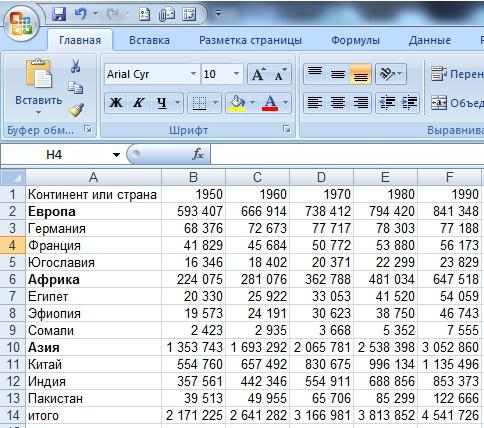 Главная Вставка Разметка страницы Формулы Данные
Вставить
Arial Cyr 10 A A Перен
Ж К Ч A Объед
Буфер обм... Шрифт Выравнива
H4 fx
A B C D E F
1 Континент или страна 1950 1960 1970 1980 1990
2 Европа 593 407 666 914 738 412 794 420 841 348
3 Германия 68 376 72 673 77 717 78 303 77 188
4 Франция 41 829 45 684 50 772 53 880 56 173
5 Югославия 16 346 18 402 20 371 22 299 23 829
6 Африка 224 075 281 076 362 788 481 034 647 518
7 Египет 20 330 25 922 33 053 41 520 54 059
8 Эфиопия 19 573 24 191 30 623 38 750 46 743
9 Сомали 2 423 2 935 3 668 5 352 7 555
10 Азия 1 353 743 1 693 292 2 065 781 2 538 398 3 052 860
11 Китай 554 760 657 492 830 675 996 134 1 135 496
12 Индия 357 561 442 346 554 911 688 856 853 373
13 Пакистан 39 513 49 955 65 706 85 299 122 666
14 итого 2 171 225 2 641 282 3 166 981 3 813 852 4 541 726